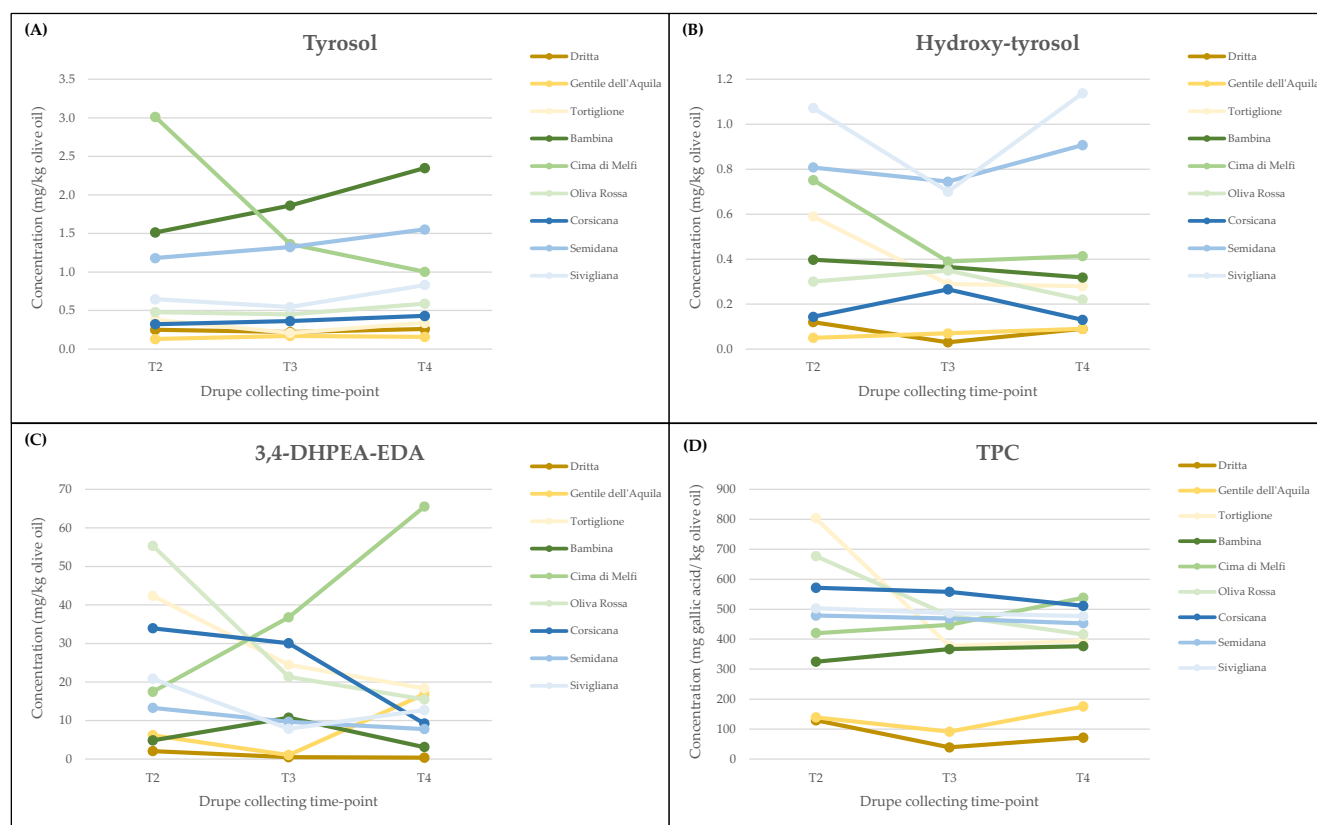 (A)
Tyrosol
Concentration (mg/kg olive oil)
3.5
3.0
2.5
2.0
1.5
1.0
0.5
0.0
T2
T3
T4
Drupe collecting time-point
Dritta
Gentile dell'Aquila
Tortiglione
Bambina
Cima di Melfi
Oliva Rossa
Corsicana
Semidana
Sivigliana
(B)
Hydroxy-tyrosol
Concentration (mg/kg olive oil)
1.2
1.0
0.8
0.6
0.4
0.2
0.0
T2
T3
T4
Drupe collecting time-point
Dritta
Gentile dell'Aquila
Tortiglione
Bambina
Cima di Melfi
Oliva Rossa
Corsicana
Semidana
Sivigliana
(C)
3,4-DHPEA-EDA
Concentration (mg/kg olive oil)
70
60
50
40
30
20
10
0
T2
T3
T4
Drupe collecting time-point
Dritta
Gentile dell'Aquila
Tortiglione
Bambina
Cima di Melfi
Oliva Rossa
Corsicana
Semidana
Sivigliana
(D)
TPC
Concentration (mg gallic acid/ kg olive oil)
900
800
700
600
500
400
300
200
100
0
T2
T3
T4
Drupe collecting time-point
Dritta
Gentile dell'Aquila
Tortiglione
Bambina
Cima di Melfi
Oliva Rossa
Corsicana
Semidana
Sivigliana